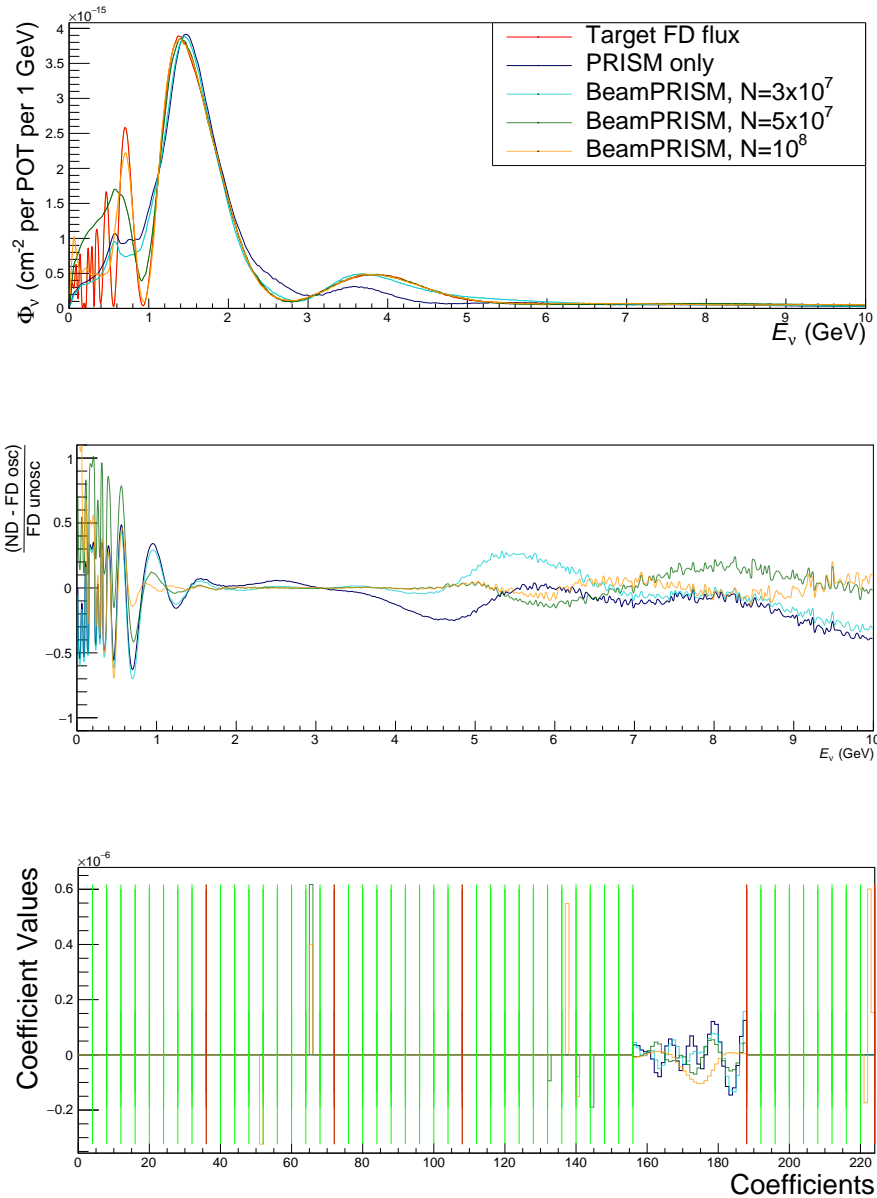 ×10⁻¹⁵
Φν (cm⁻² per POT per 1 GeV)
4
3.5
3
2.5
2
1.5
1
0.5
0
Target FD flux
PRISM only
BeamPRISM, N=3x10⁷
BeamPRISM, N=5x10⁷
BeamPRISM, N=10⁸
0 1 2 3 4 5 6 7 8 9 10
Eν (GeV)
(ND - FD osc)
FD unosc
1
0.5
0
−0.5
−1
0 1 2 3 4 5 6 7 8 9 10
Eν (GeV)
×10⁻⁶
Coefficient Values
0.6
0.4
0.2
0
−0.2
0 20 40 60 80 100 120 140 160 180 200 220
Coefficients